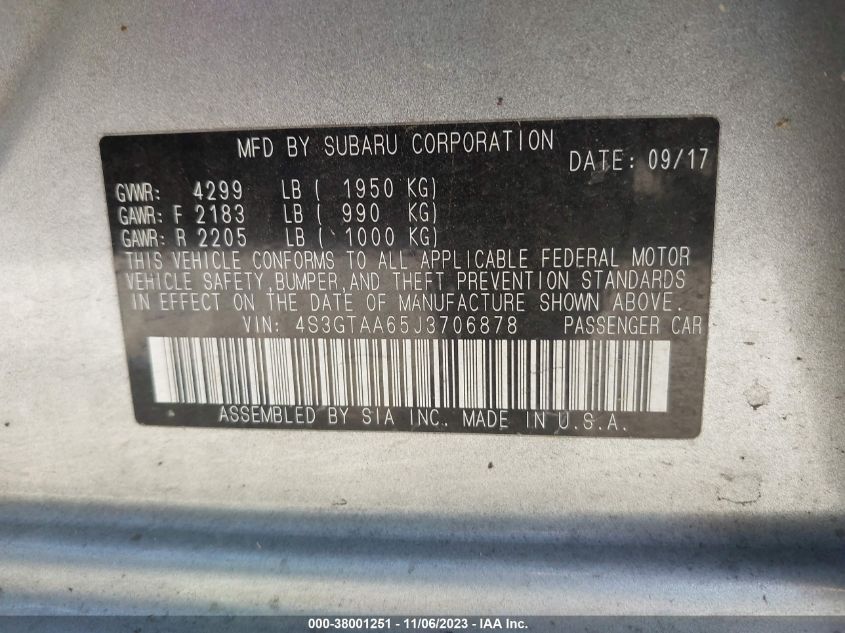 MFD BY SUBARU CORPORATION
DATE: 09/17
GVWR: 4299 LB ( 1950 KG)
GAWR: F 2183 LB ( 990 KG)
GAWR: R 2205 LB ( 1000 KG)
THIS VEHICLE CONFORMS TO ALL APPLICABLE FEDERAL MOTOR
VEHICLE SAFETY,BUMPER,AND THEFT PREVENTION STANDARDS
IN EFFECT ON THE DATE OF MANUFACTURE SHOWN ABOVE.
VIN: 4S3GTAA65J3706878 PASSENGER CAR
ASSEMBLED BY SIA INC. MADE IN U.S.A.
000-38001251 - 11/06/2023 - © IAA Inc.